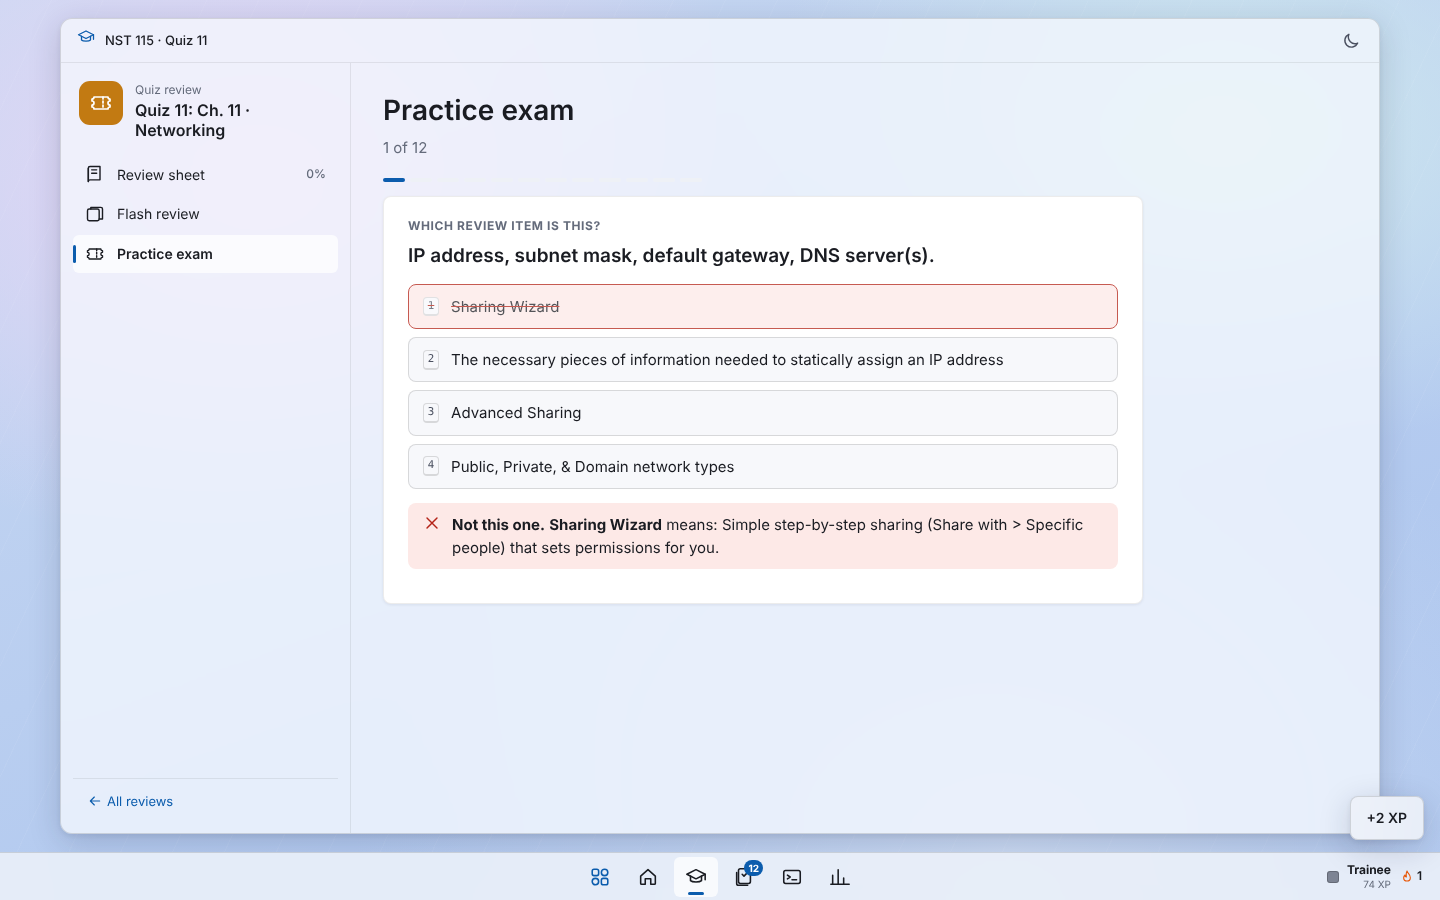 NST 115 · Quiz 11
Quiz review
Quiz 11: Ch. 11 ·
Networking
Review sheet 0%
Flash review
Practice exam
All reviews
Practice exam
1 of 12
WHICH REVIEW ITEM IS THIS?
IP address, subnet mask, default gateway, DNS server(s).
1 Sharing Wizard
2 The necessary pieces of information needed to statically assign an IP address
3 Advanced Sharing
4 Public, Private, & Domain network types
Not this one. Sharing Wizard means: Simple step-by-step sharing (Share with > Specific
people) that sets permissions for you.
+2 XP
12
Trainee
74 XP
1